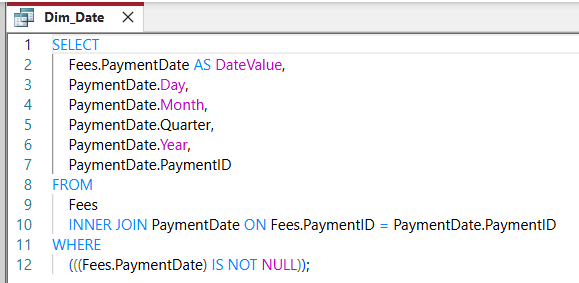 Dim_Date
1 SELECT
2 Fees.PaymentDate AS DateValue,
3 PaymentDate.Day,
4 PaymentDate.Month,
5 PaymentDate.Quarter,
6 PaymentDate.Year,
7 PaymentDate.PaymentID
8 FROM
9 Fees
10 INNER JOIN PaymentDate ON Fees.PaymentID = PaymentDate.PaymentID
11 WHERE
12 (((Fees.PaymentDate) IS NOT NULL));